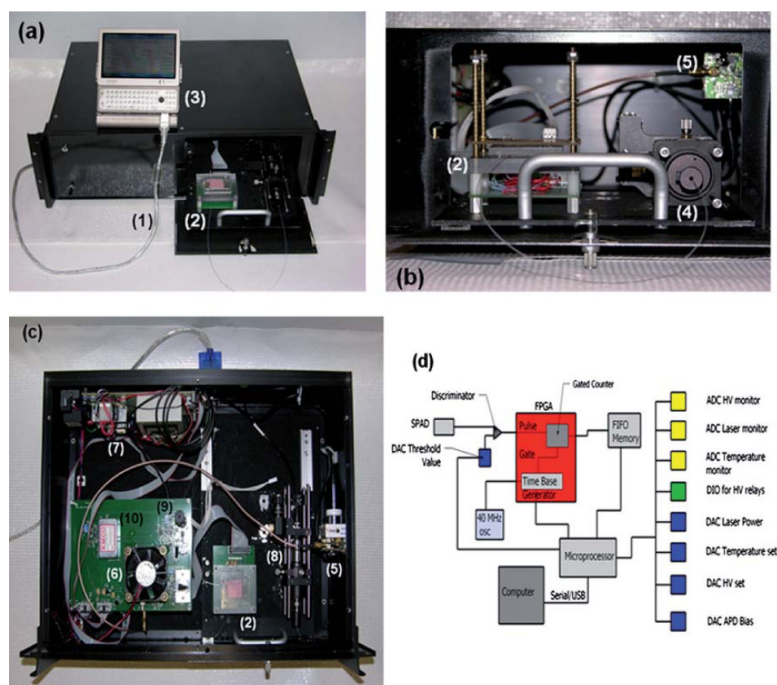 (a)
(3)
(1)
(2)
(5)
(2)
(4)
(b)
(c)
(7)
(9)
(10)
(6)
(8)
(5)
(2)
(d)
Discriminator
FPGA
Gated Counter
SPAD
Pulse
FIFO
Memory
DAC Threshold
Value
Gate
Time Base
Generator
40 MHz
osc
Microprocessor
Computer
Serial/USB
ADC HV monitor
ADC Laser monitor
ADC Temperature
monitor
DIO for HV relays
DAC Laser Power
DAC Temperature set
DAC HV set
DAC APD Bias